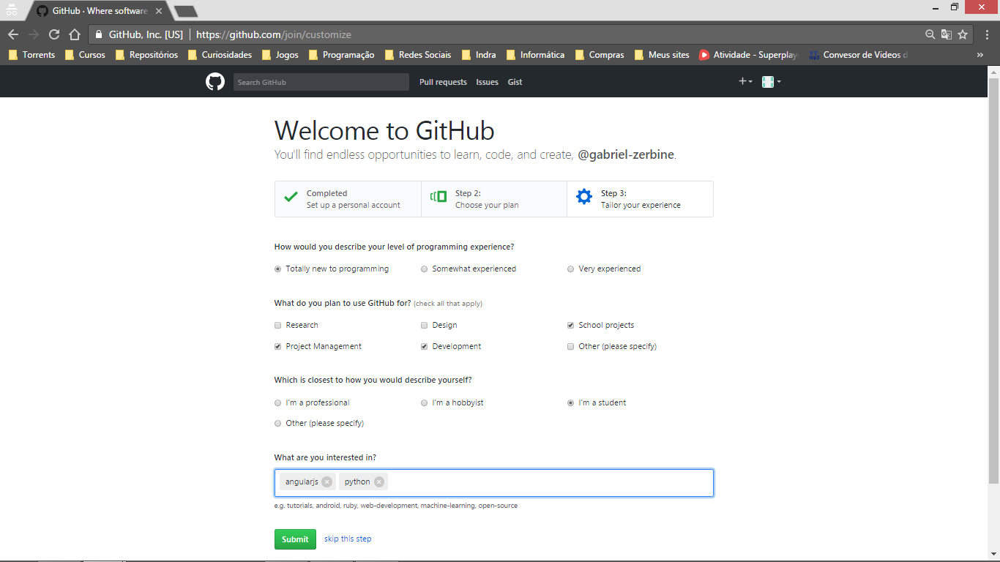 GitHub · Where software
GitHub, Inc. [US] https://github.com/join/customize
Torrents Cursos Repositórios Curiosidades Jogos Programação Redes Sociais Indra Informática Compras Meus sites Atividade - Superplay Convesor de Videos d »
Search GitHub Pull requests Issues Gist
Welcome to GitHub
You'll find endless opportunities to learn, code, and create, @gabriel-zerbine.
Completed
Set up a personal account
Step 2:
Choose your plan
Step 3:
Tailor your experience
How would you describe your level of programming experience?
Totally new to programming Somewhat experienced Very experienced
What do you plan to use GitHub for? (check all that apply)
Research Design School projects
Project Management Development Other (please specify)
Which is closest to how you would describe yourself?
I'm a professional I'm a hobbyist I'm a student
Other (please specify)
What are you interested in?
angularjs python
e.g. tutorials, android, ruby, web-development, machine-learning, open-source
Submit skip this step